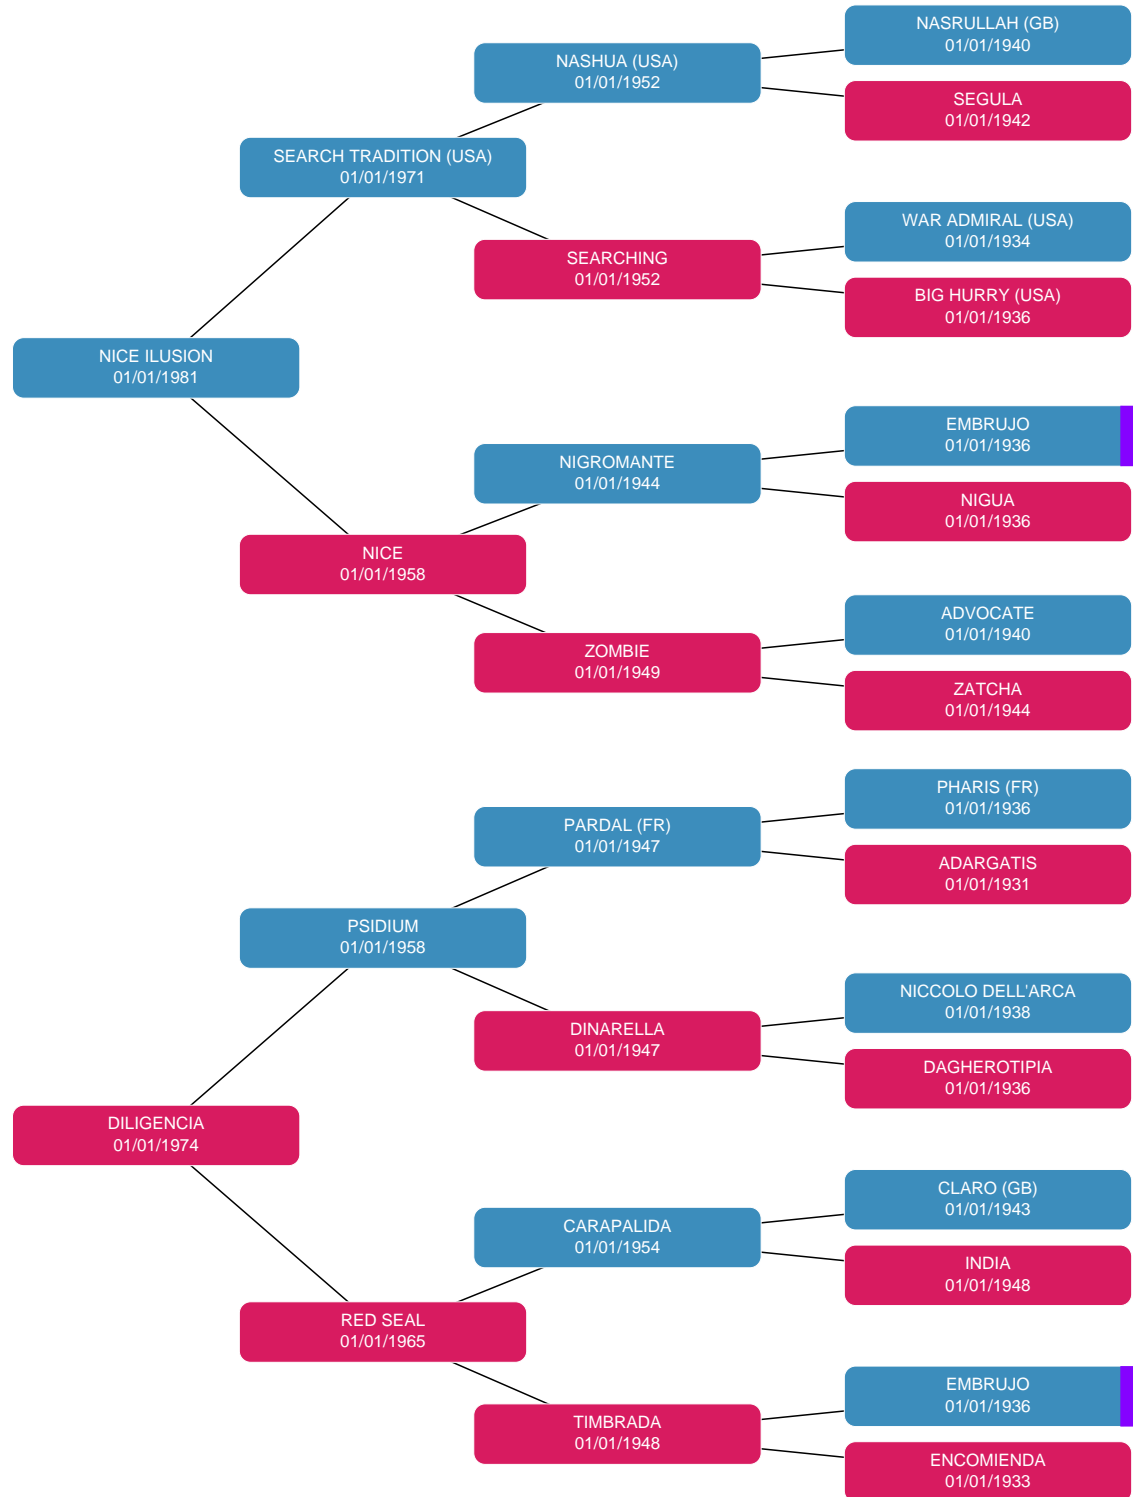 NASRULLAH (GB)
01/01/1940
NASHUA (USA)
01/01/1952
SEGULA
01/01/1942
SEARCH TRADITION (USA)
01/01/1971
WAR ADMIRAL (USA)
01/01/1934
SEARCHING
01/01/1952
BIG HURRY (USA)
01/01/1936
NICE ILUSION
01/01/1981
EMBRUJO
01/01/1936
NIGROMANTE
01/01/1944
NIGUA
01/01/1936
NICE
01/01/1958
ADVOCATE
01/01/1940
ZOMBIE
01/01/1949
ZATCHA
01/01/1944
PHARIS (FR)
01/01/1936
PARDAL (FR)
01/01/1947
ADARGATIS
01/01/1931
PSIDIUM
01/01/1958
NICCOLO DELL'ARCA
01/01/1938
DINARELLA
01/01/1947
DAGHEROTIPIA
01/01/1936
DILIGENCIA
01/01/1974
CLARO (GB)
01/01/1943
CARAPALIDA
01/01/1954
INDIA
01/01/1948
RED SEAL
01/01/1965
EMBRUJO
01/01/1936
TIMBRADA
01/01/1948
ENCOMIENDA
01/01/1933